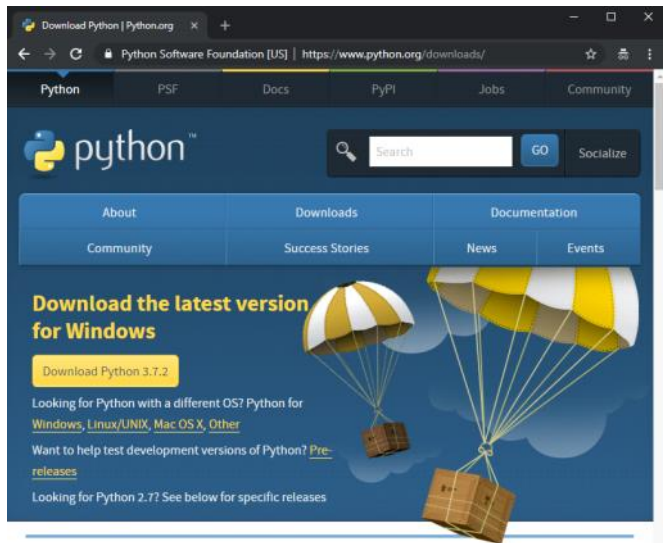 Download Python | Python.org
Python Software Foundation [US] | https://www.python.org/downloads/
Python PSF Docs PyPI Jobs Community
python™
Search GO Socialize
About Downloads Documentation
Community Success Stories News Events
Download the latest version
for Windows
Download Python 3.7.2
Looking for Python with a different OS? Python for
Windows, Linux/UNIX, Mac OS X, Other
Want to help test development versions of Python? Pre-
releases
Looking for Python 2.7? See below for specific releases